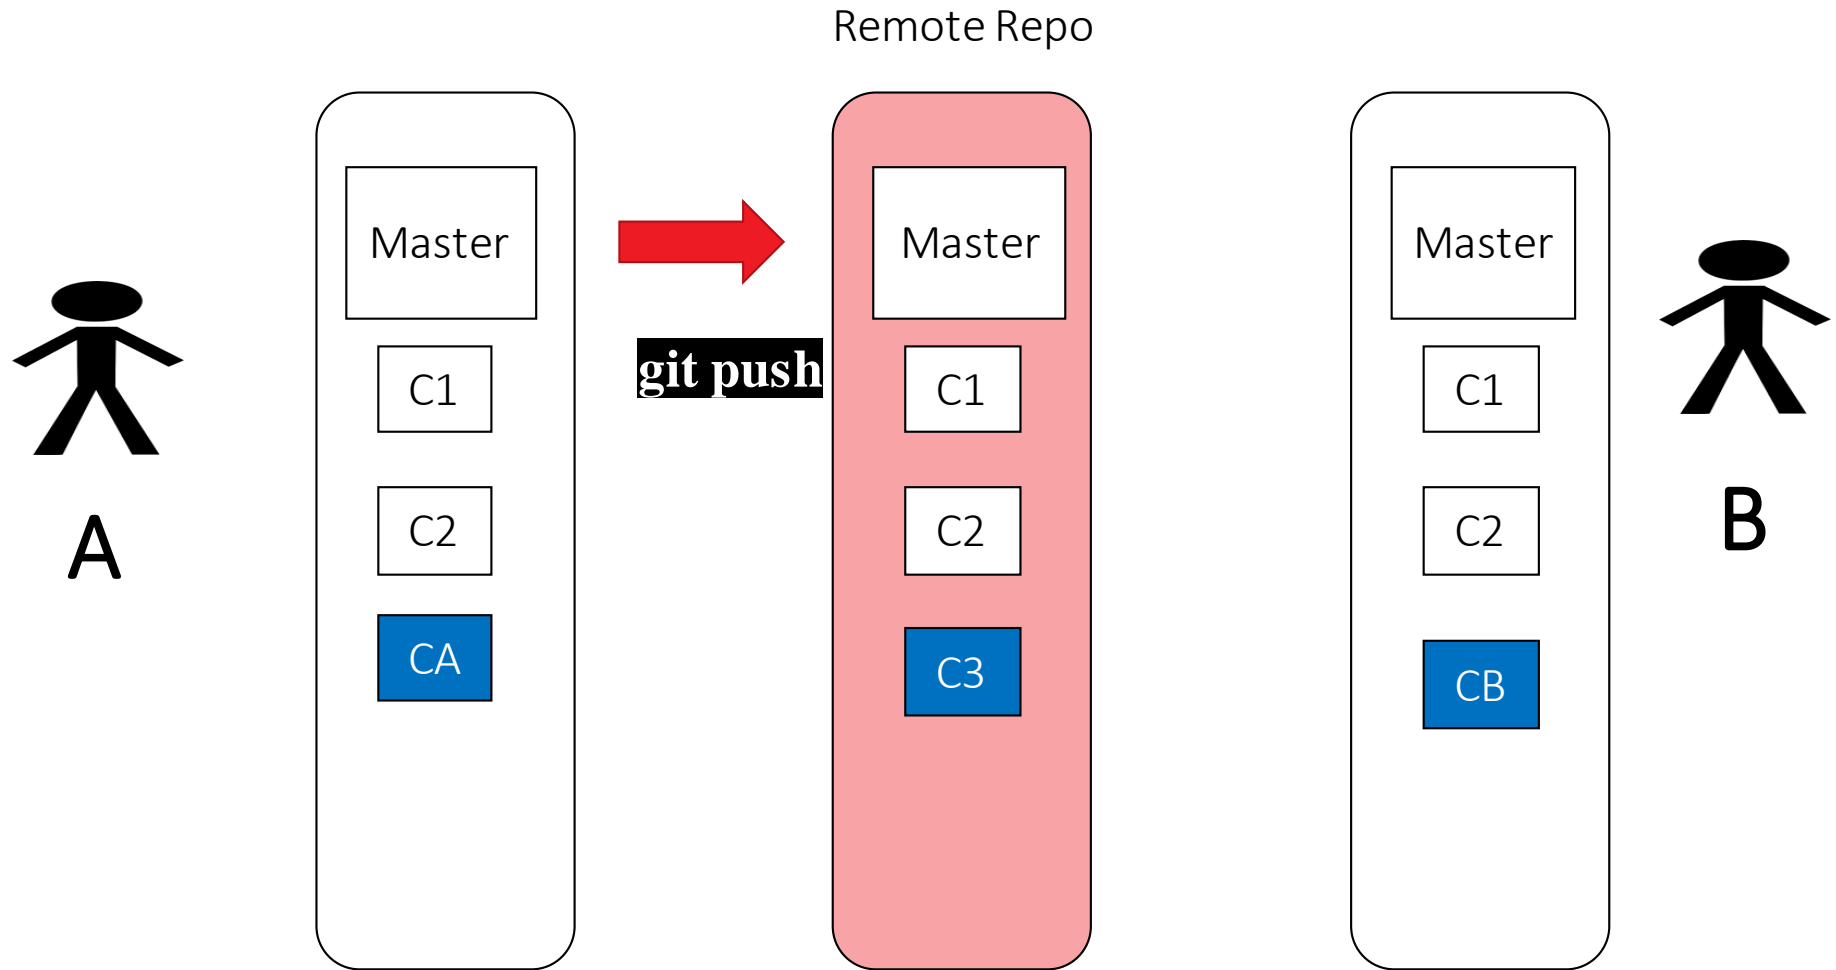 Remote Repo
Master
Master
Master
git push
C1
C1
C1
C2
C2
C2
A
B
CA
C3
CB